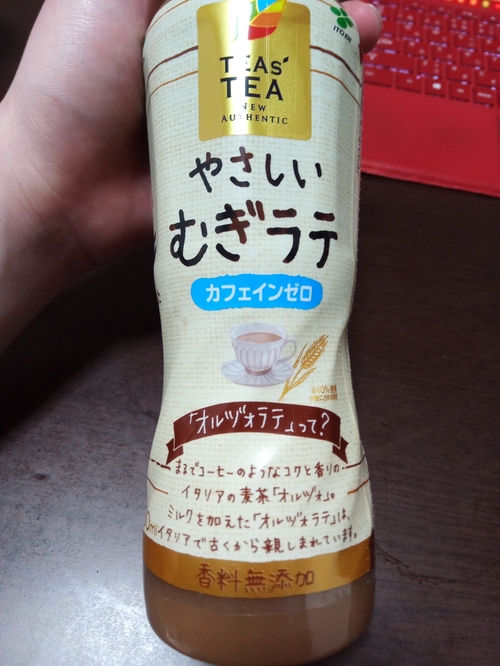 ITO EN
TEAs'
TEA
NEW
AUTHENTIC
やさしい
むぎラテ
カフェインゼロ
「オルヅォラテ」って?
まるでコーヒーのようなコクと香りの、
イタリアの麦茶「オルヅォ」。
ミルクを加えた「オルヅォラテ」は、
イタリアで古くから親しまれています。
香料無添加